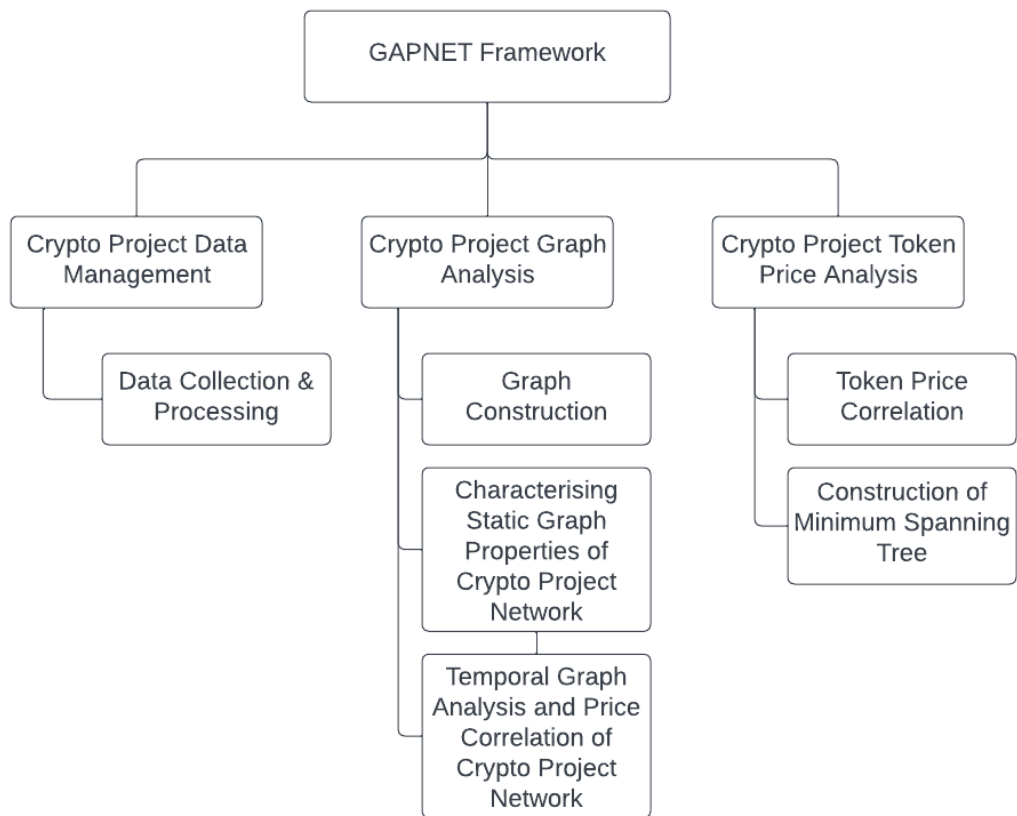 GAPNET Framework
Crypto Project Data
Management
Data Collection &
Processing
Crypto Project Graph
Analysis
Graph
Construction
Characterising
Static Graph
Properties of
Crypto Project
Network
Temporal Graph
Analysis and Price
Correlation of
Crypto Project
Network
Crypto Project Token
Price Analysis
Token Price
Correlation
Construction of
Minimum Spanning
Tree